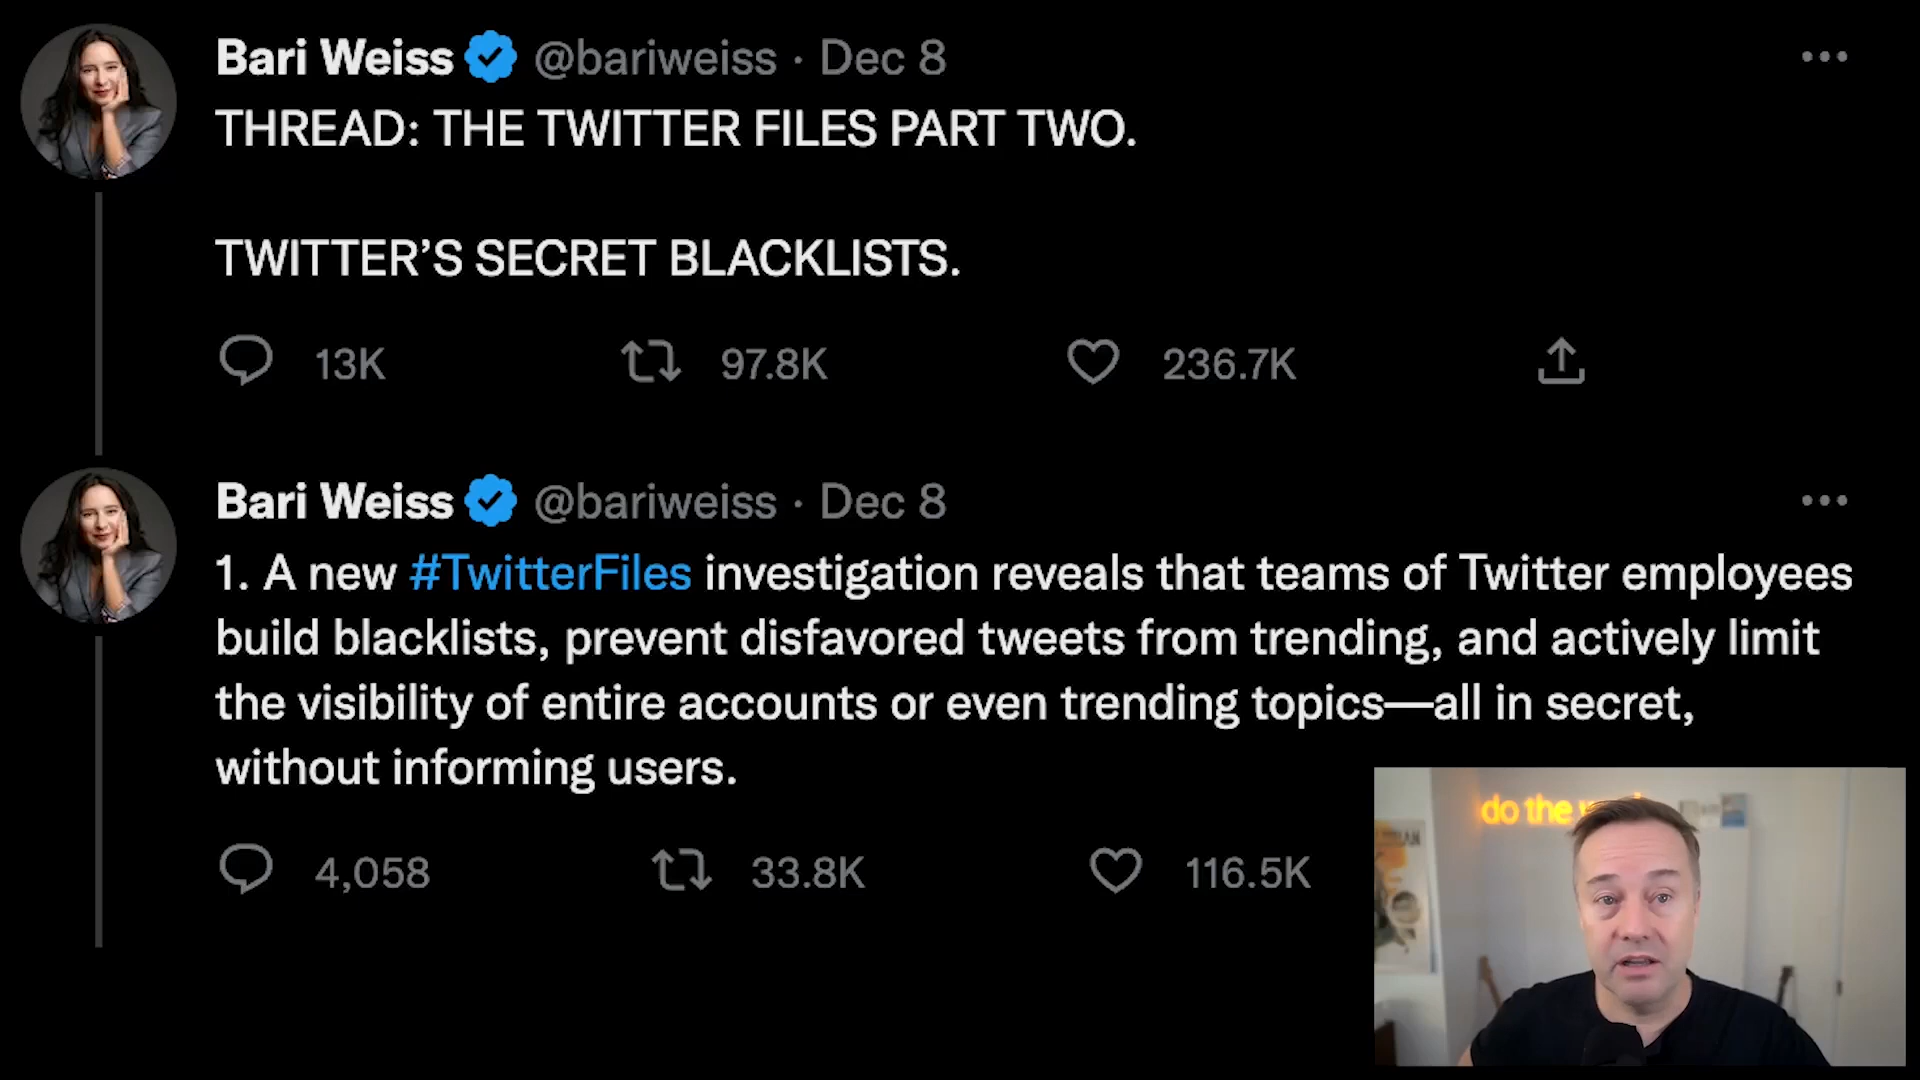 Bari Weiss @bariweiss · Dec 8
THREAD: THE TWITTER FILES PART TWO.
TWITTER’S SECRET BLACKLISTS.
13K 97.8K 236.7K
Bari Weiss @bariweiss · Dec 8
1. A new #TwitterFiles investigation reveals that teams of Twitter employees
build blacklists, prevent disfavored tweets from trending, and actively limit
the visibility of entire accounts or even trending topics—all in secret,
without informing users.
4,058 33.8K 116.5K
do the